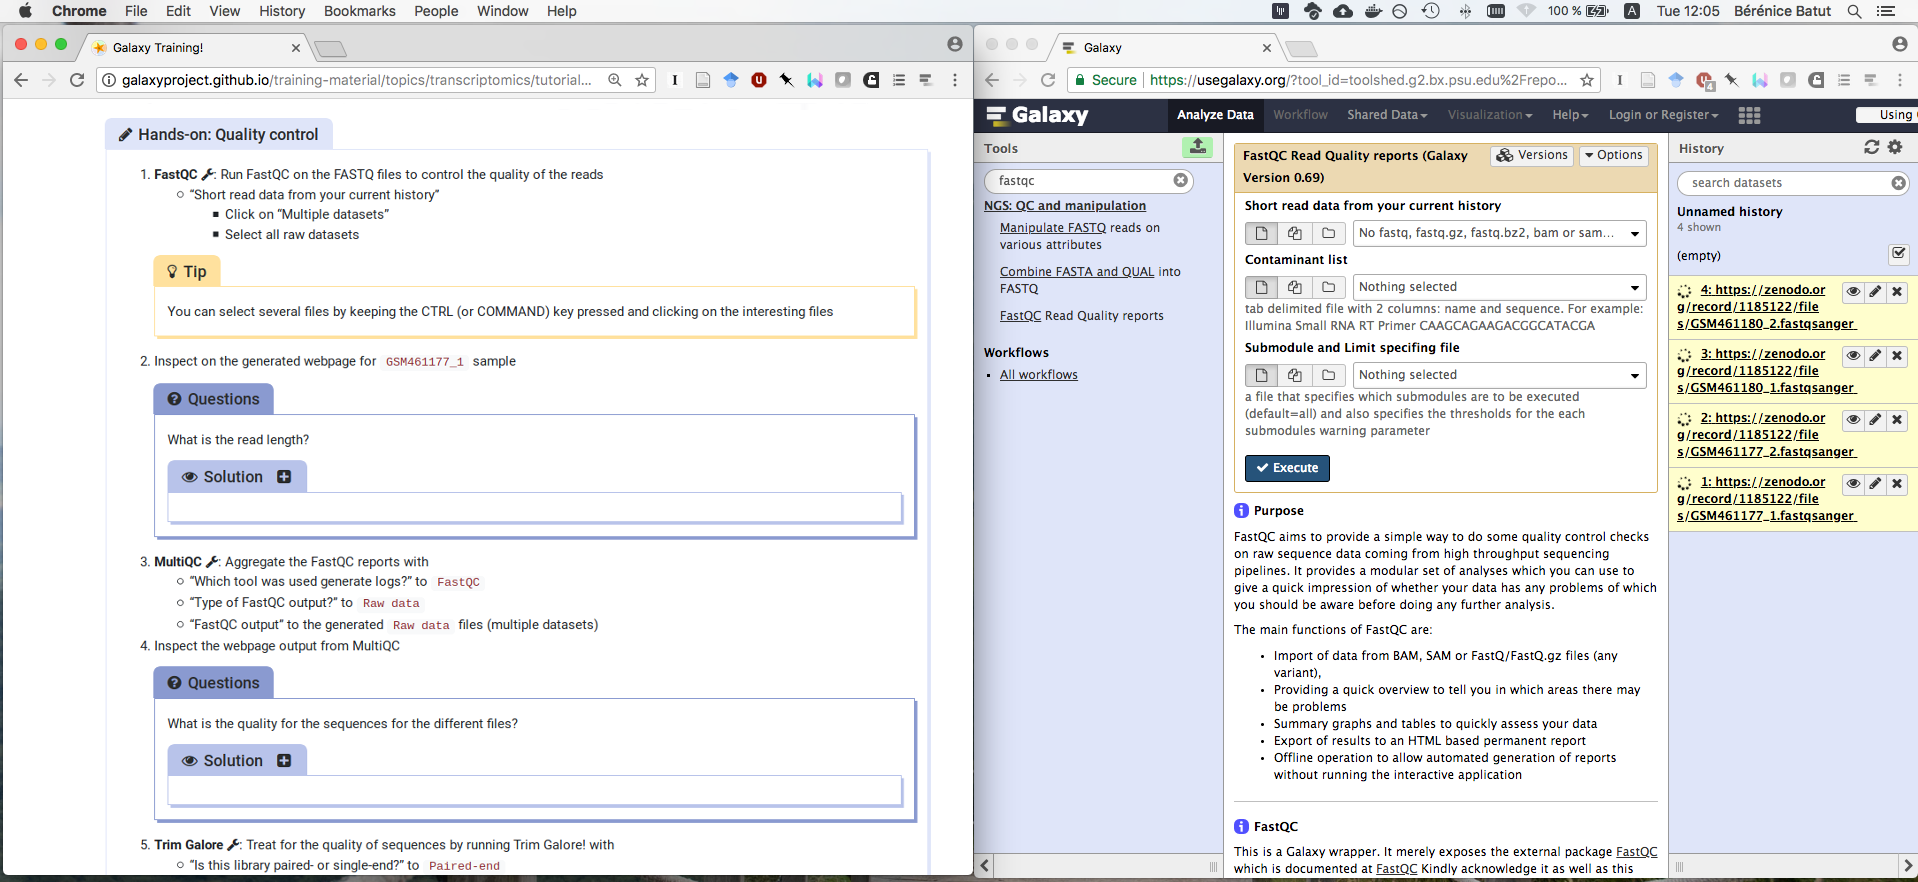 Chrome File Edit View History Bookmarks People Window Help
100 % Tue 12:05 Bérénice Batut
Galaxy Training!
galaxyproject.github.io/training-material/topics/transcriptomics/tutorial...
Hands-on: Quality control
1. FastQC : Run FastQC on the FASTQ files to control the quality of the reads
“Short read data from your current history”
Click on “Multiple datasets”
Select all raw datasets
Tip
You can select several files by keeping the CTRL (or COMMAND) key pressed and clicking on the interesting files
2. Inspect on the generated webpage for GSM461177_1 sample
Questions
What is the read length?
Solution
3. MultiQC : Aggregate the FastQC reports with
“Which tool was used generate logs?” to FastQC
“Type of FastQC output?” to Raw data
“FastQC output” to the generated Raw data files (multiple datasets)
4. Inspect the webpage output from MultiQC
Questions
What is the quality for the sequences for the different files?
Solution
5. Trim Galore : Treat for the quality of sequences by running Trim Galore! with
“Is this library paired- or single-end?” to Paired-end
Galaxy
Secure https://usegalaxy.org/?tool_id=toolshed.g2.bx.psu.edu%2Frepo...
4
Galaxy Analyze Data Workflow Shared Data Visualization Help Login or Register Using
Tools
fastqc
NGS: QC and manipulation
Manipulate FASTQ reads on
various attributes
Combine FASTA and QUAL into
FASTQ
FastQC Read Quality reports
Workflows
All workflows
FastQC Read Quality reports (Galaxy
Version 0.69)
Versions Options
Short read data from your current history
No fastq, fastq.gz, fastq.bz2, bam or sam...
Contaminant list
Nothing selected
tab delimited file with 2 columns: name and sequence. For example:
Illumina Small RNA RT Primer CAAGCAGAAGACGGCATACGA
Submodule and Limit specifing file
Nothing selected
a file that specifies which submodules are to be executed
(default=all) and also specifies the thresholds for the each
submodules warning parameter
Execute
Purpose
FastQC aims to provide a simple way to do some quality control checks
on raw sequence data coming from high throughput sequencing
pipelines. It provides a modular set of analyses which you can use to
give a quick impression of whether your data has any problems of which
you should be aware before doing any further analysis.
The main functions of FastQC are:
Import of data from BAM, SAM or FastQ/FastQ.gz files (any
variant),
Providing a quick overview to tell you in which areas there may
be problems
Summary graphs and tables to quickly assess your data
Export of results to an HTML based permanent report
Offline operation to allow automated generation of reports
without running the interactive application
FastQC
This is a Galaxy wrapper. It merely exposes the external package FastQC
which is documented at FastQC Kindly acknowledge it as well as this
History
search datasets
Unnamed history
4 shown
(empty)
4: https://zenodo.or
g/record/1185122/file
s/GSM461180_2.fastqsanger
3: https://zenodo.or
g/record/1185122/file
s/GSM461180_1.fastqsanger
2: https://zenodo.or
g/record/1185122/file
s/GSM461177_2.fastqsanger
1: https://zenodo.or
g/record/1185122/file
s/GSM461177_1.fastqsanger